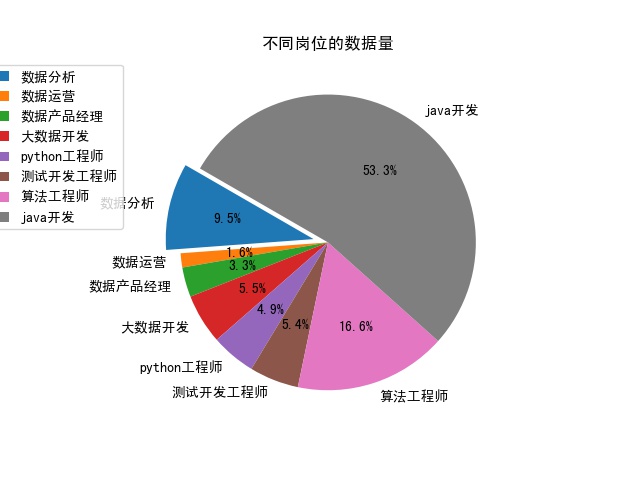 不同岗位的数据量
数据分析
数据运营
数据产品经理
大数据开发
python工程师
测试开发工程师
算法工程师
java开发
java开发
53.3%
数据分析
9.5%
数据运营
1.6%
数据产品经理
3.3%
大数据开发
5.5%
python工程师
4.9%
测试开发工程师
5.4%
算法工程师
16.6%